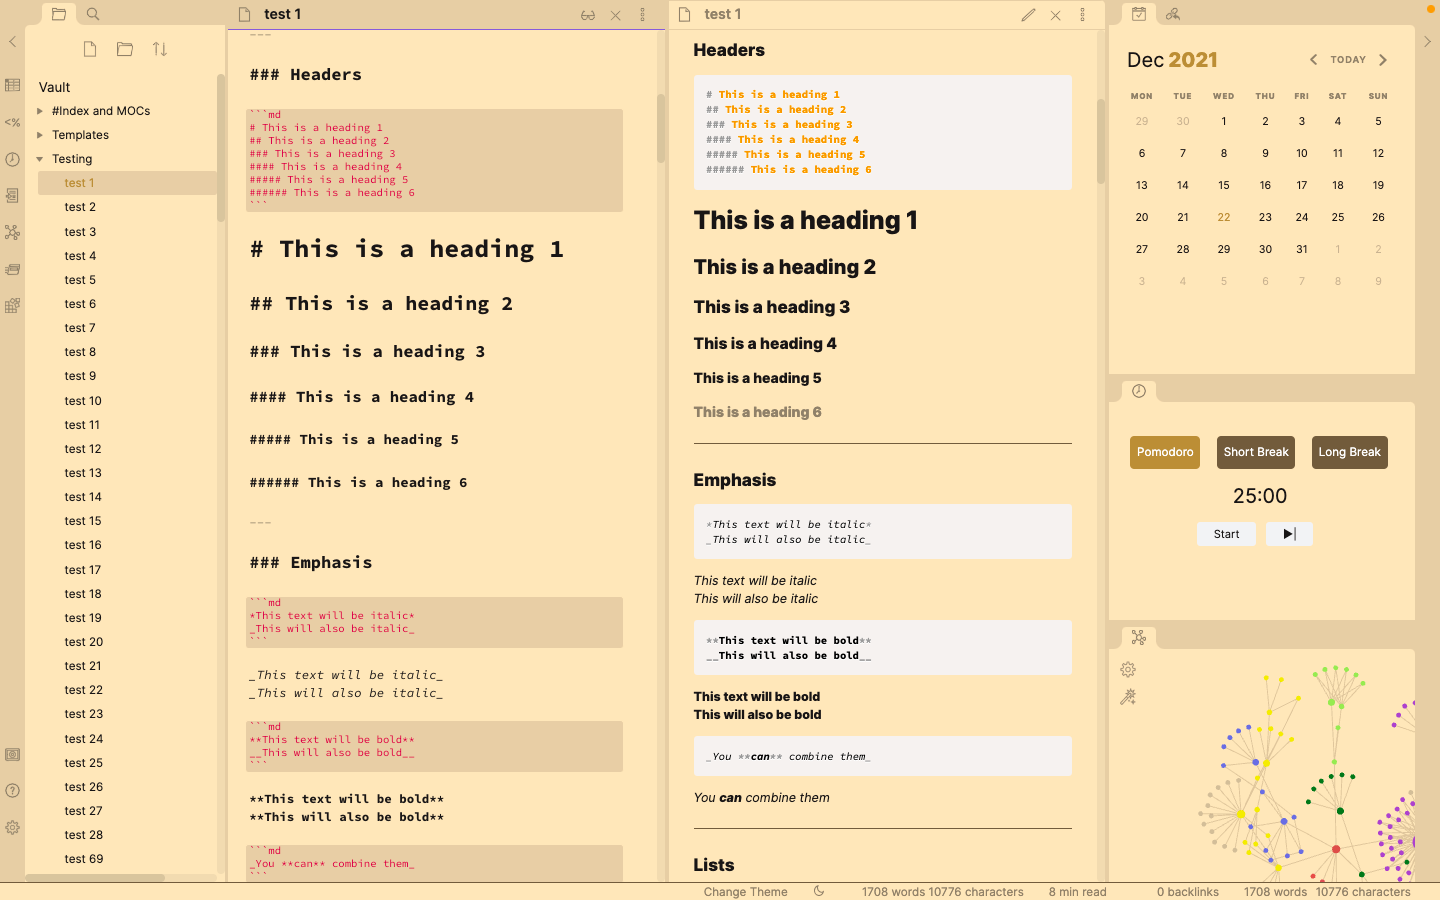 Vault
#Index and MOCs
Templates
Testing
test 1
test 2
test 3
test 4
test 5
test 6
test 7
test 8
test 9
test 10
test 11
test 12
test 13
test 14
test 15
test 16
test 17
test 18
test 19
test 20
test 21
test 22
test 23
test 24
test 25
test 26
test 27
test 28
test 69
<%
test 1
---
### Headers
```md
# This is a heading 1
## This is a heading 2
### This is a heading 3
#### This is a heading 4
##### This is a heading 5
###### This is a heading 6
```
# This is a heading 1
## This is a heading 2
### This is a heading 3
#### This is a heading 4
##### This is a heading 5
###### This is a heading 6
---
### Emphasis
```md
*This text will be italic*
_This will also be italic_
```
_This text will be italic_
_This will also be italic_
```md
**This text will be bold**
__This will also be bold__
```
**This text will be bold**
**This will also be bold**
```md
_You **can** combine them_
test 1
Headers
# This is a heading 1
## This is a heading 2
### This is a heading 3
#### This is a heading 4
##### This is a heading 5
###### This is a heading 6
This is a heading 1
This is a heading 2
This is a heading 3
This is a heading 4
This is a heading 5
This is a heading 6
Emphasis
*This text will be italic*
_This will also be italic_
This text will be italic
This will also be italic
**This text will be bold**
__This will also be bold__
This text will be bold
This will also be bold
_You **can** combine them_
You can combine them
Lists
Dec 2021
TODAY
MON TUE WED THU FRI SAT SUN
29 30 1 2 3 4 5
6 7 8 9 10 11 12
13 14 15 16 17 18 19
20 21 22 23 24 25 26
27 28 29 30 31 1 2
3 4 5 6 7 8 9
Pomodoro Short Break Long Break
25:00
Start
Change Theme 1708 words 10776 characters 8 min read 0 backlinks 1708 words 10776 characters